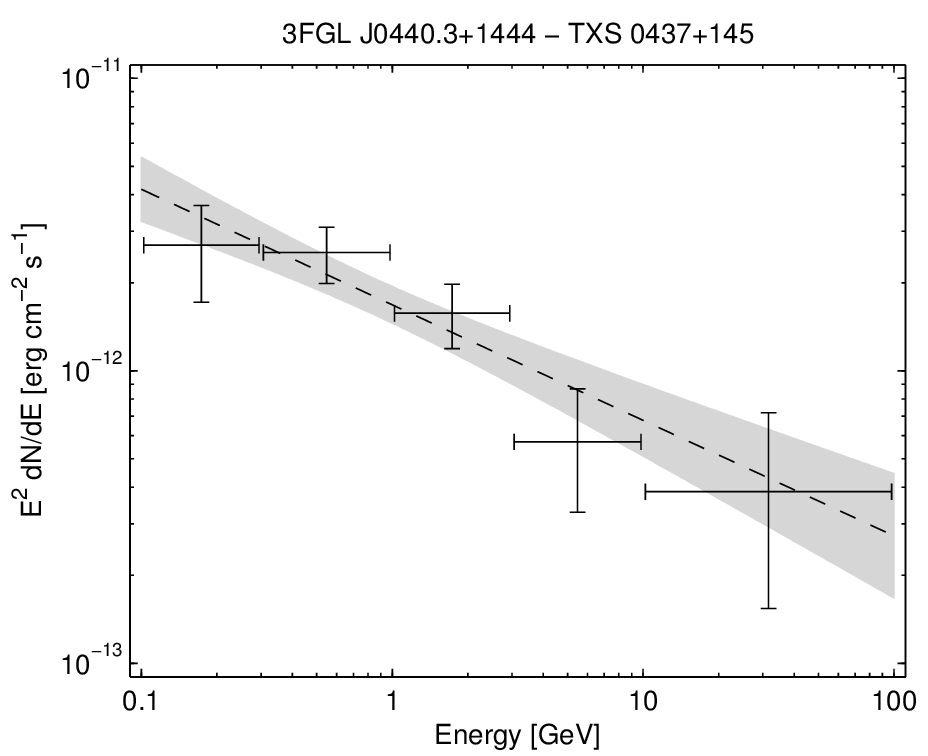 3FGL J0440.3+1444 − TXS 0437+145
E² dN/dE [erg cm⁻² s⁻¹]
10⁻¹¹
10⁻¹²
10⁻¹³
0.1 1 10 100
Energy [GeV]